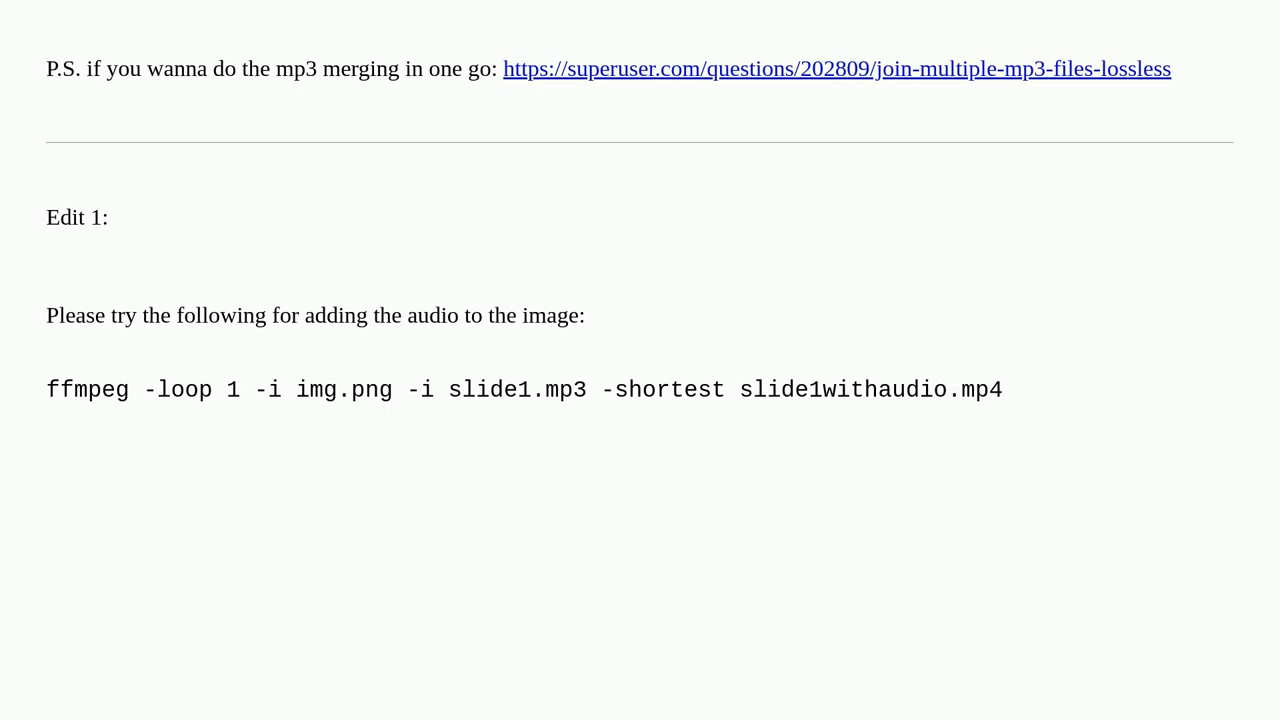 P.S. if you wanna do the mp3 merging in one go: https://superuser.com/questions/202809/join-multiple-mp3-files-lossless
Edit 1:
Please try the following for adding the audio to the image:
ffmpeg -loop 1 -i img.png -i slide1.mp3 -shortest slide1withaudio.mp4